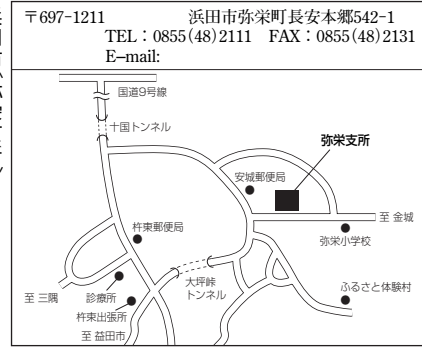 〒697-1211 浜田市弥栄町長安本郷542-1
TEL：0855(48)2111 FAX：0855(48)2131
E–mail:
国道9号線
十国トンネル
弥栄支所
安城郵便局
至 金城
弥栄小学校
杵東郵便局
大坪峠
トンネル
至 三隅
診療所
ふるさと体験村
杵東出張所
至 益田市